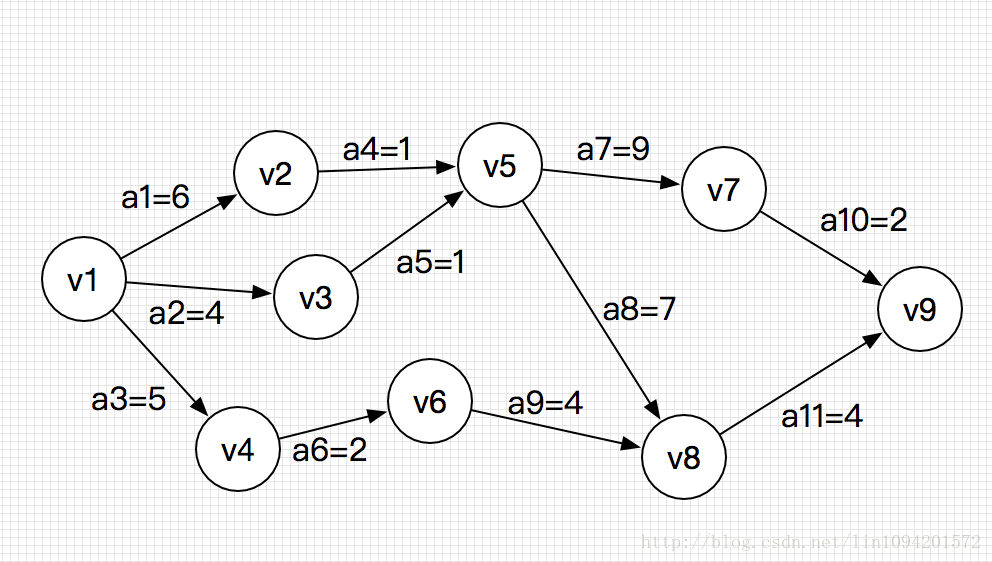 a4=1
v2
v5
a7=9
v7
a1=6
a10=2
v1
a5=1
v3
a2=4
a8=7
v9
a3=5
v6
a9=4
a11=4
v4
a6=2
v8
http://blog.csdn.net/lin1094201572